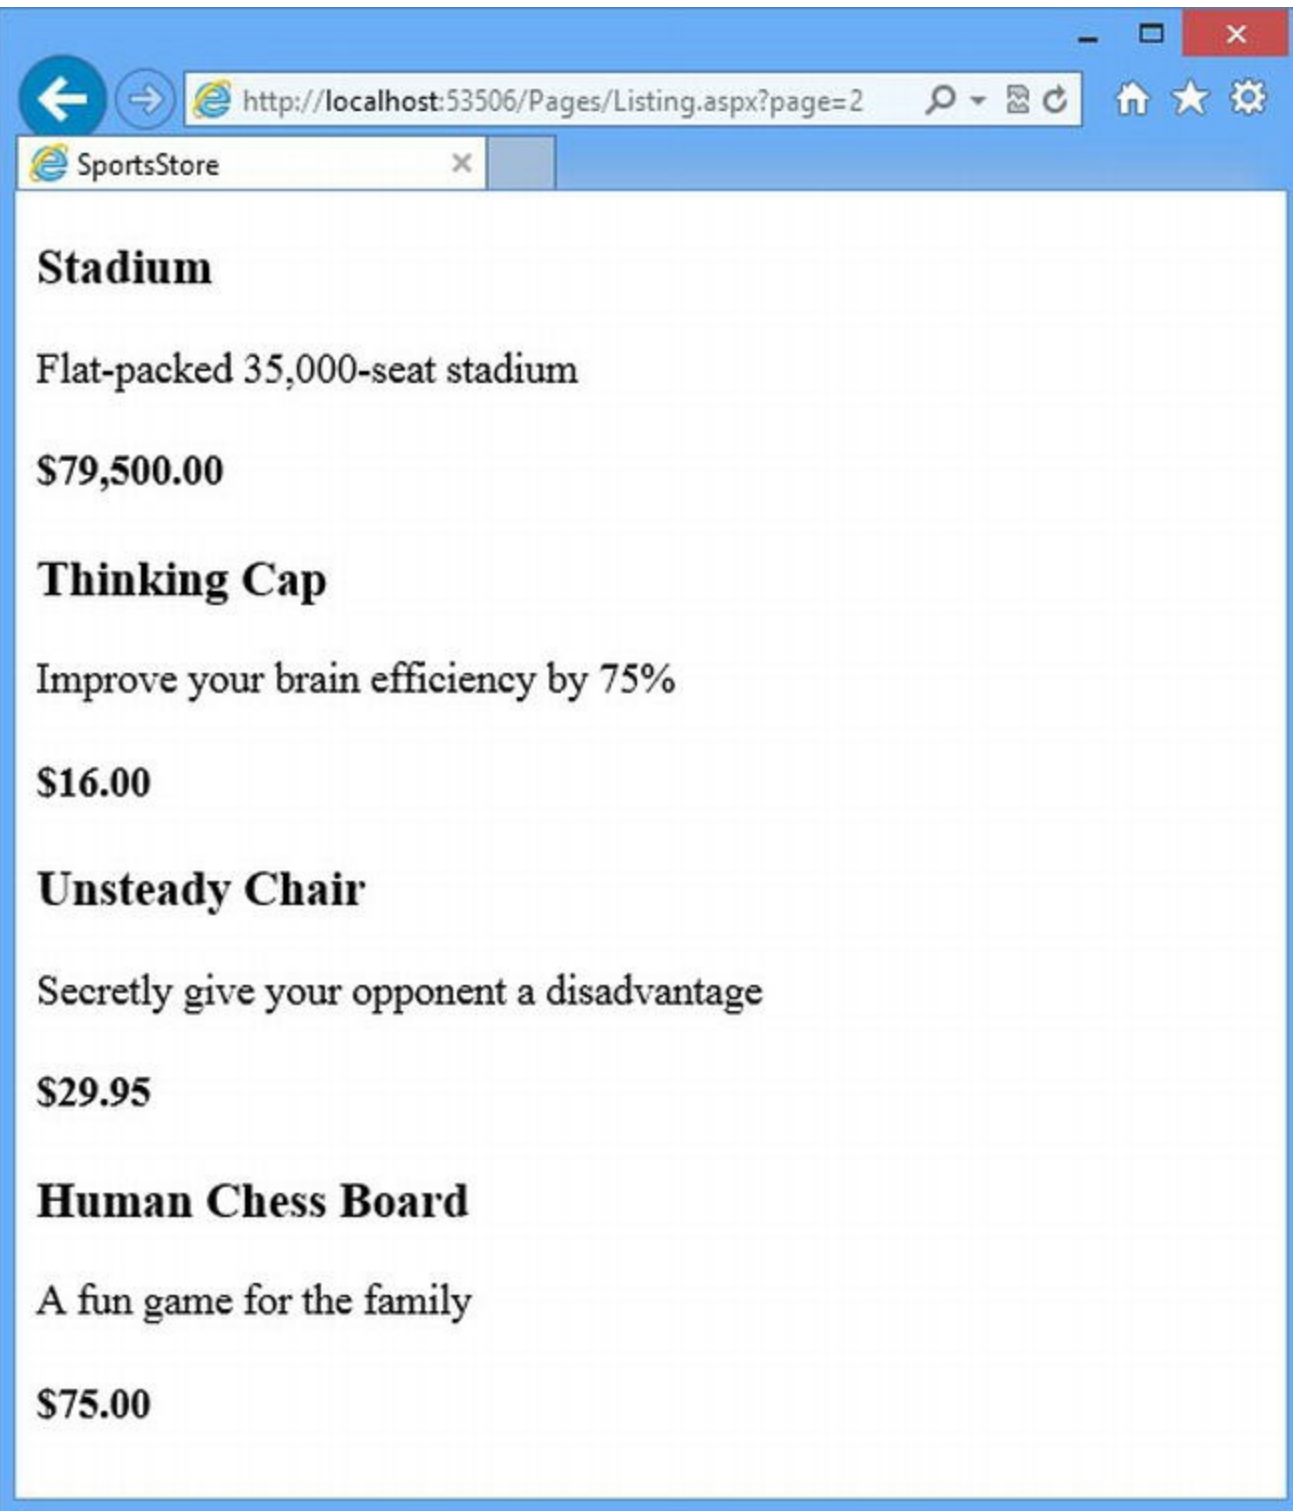 http://localhost:53506/Pages/Listing.aspx?page=2
SportsStore
Stadium
Flat-packed 35,000-seat stadium
$79,500.00
Thinking Cap
Improve your brain efficiency by 75%
$16.00
Unsteady Chair
Secretly give your opponent a disadvantage
$29.95
Human Chess Board
A fun game for the family
$75.00